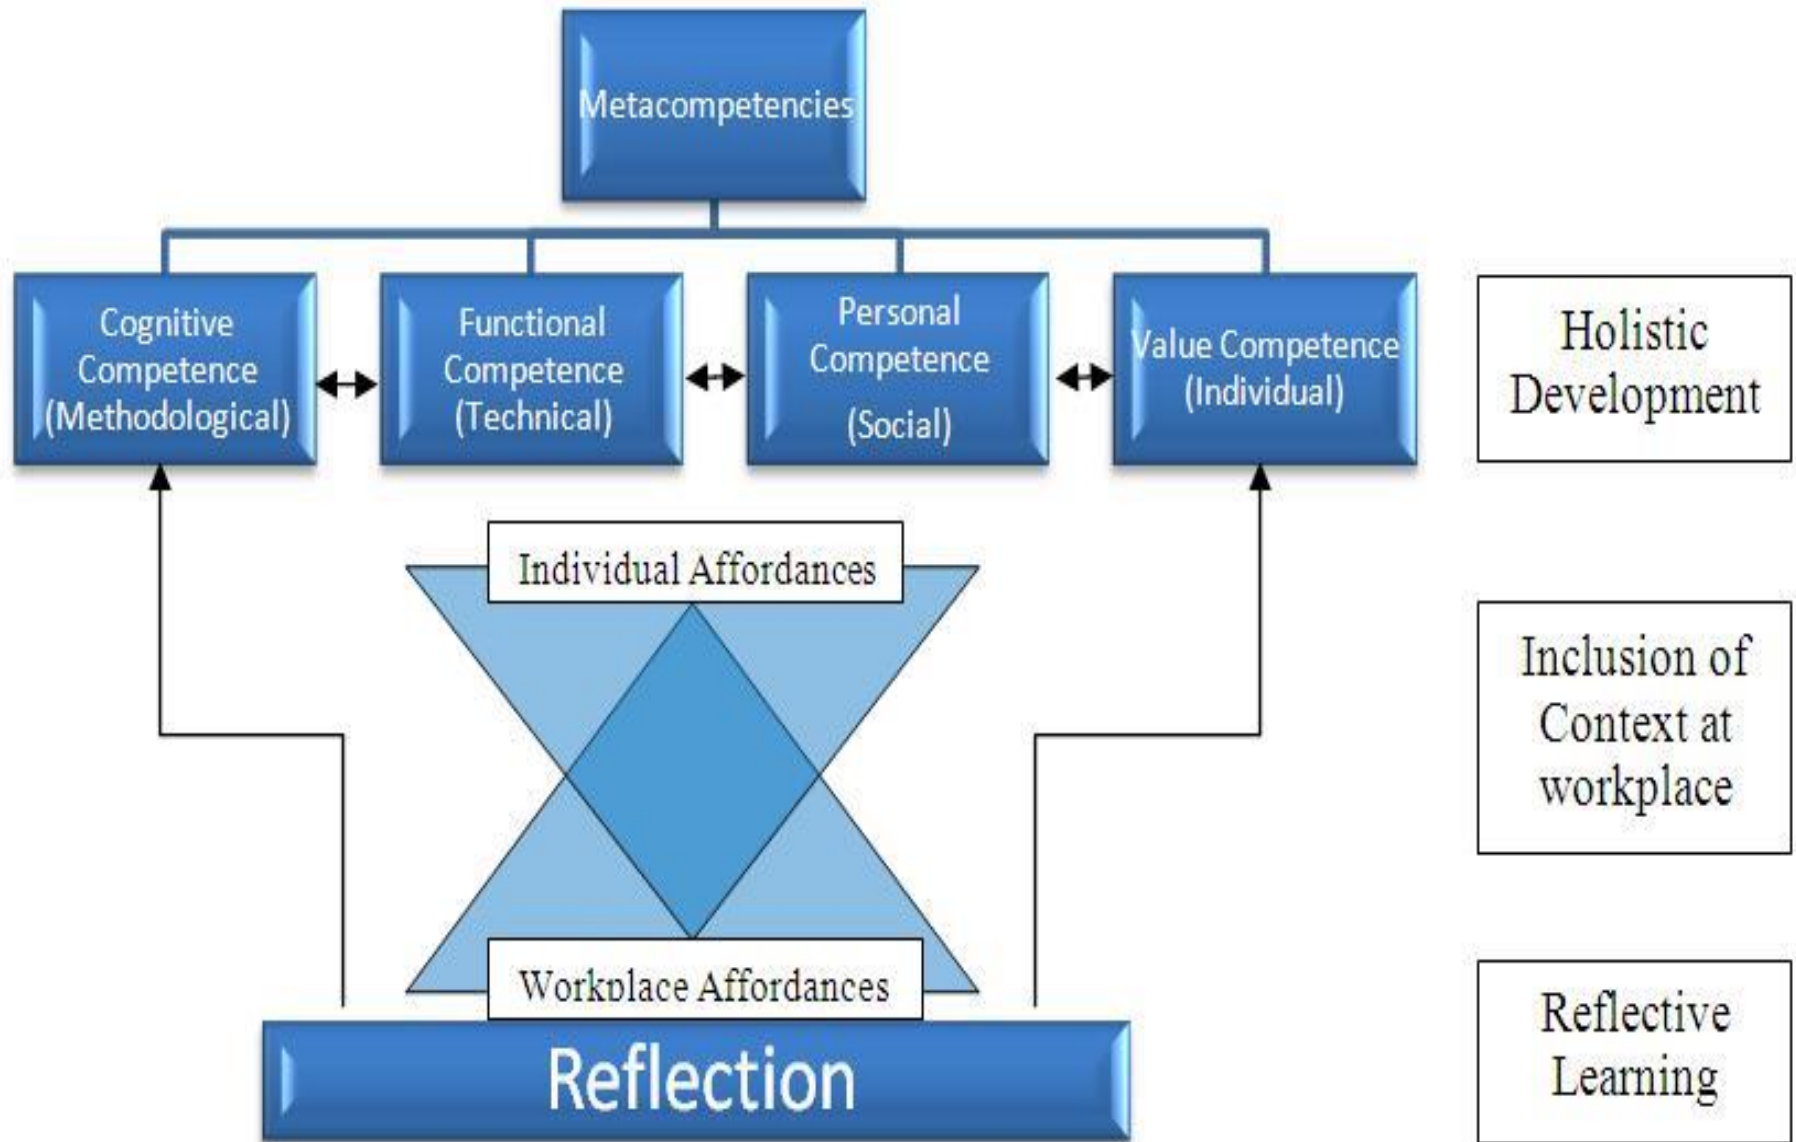 Metacompetencies
Cognitive
Competence
(Methodological)
Functional
Competence
(Technical)
Personal
Competence
(Social)
Value Competence
(Individual)
Holistic
Development
Individual Affordances
Inclusion of
Context at
workplace
Workplace Affordances
Reflection
Reflective
Learning